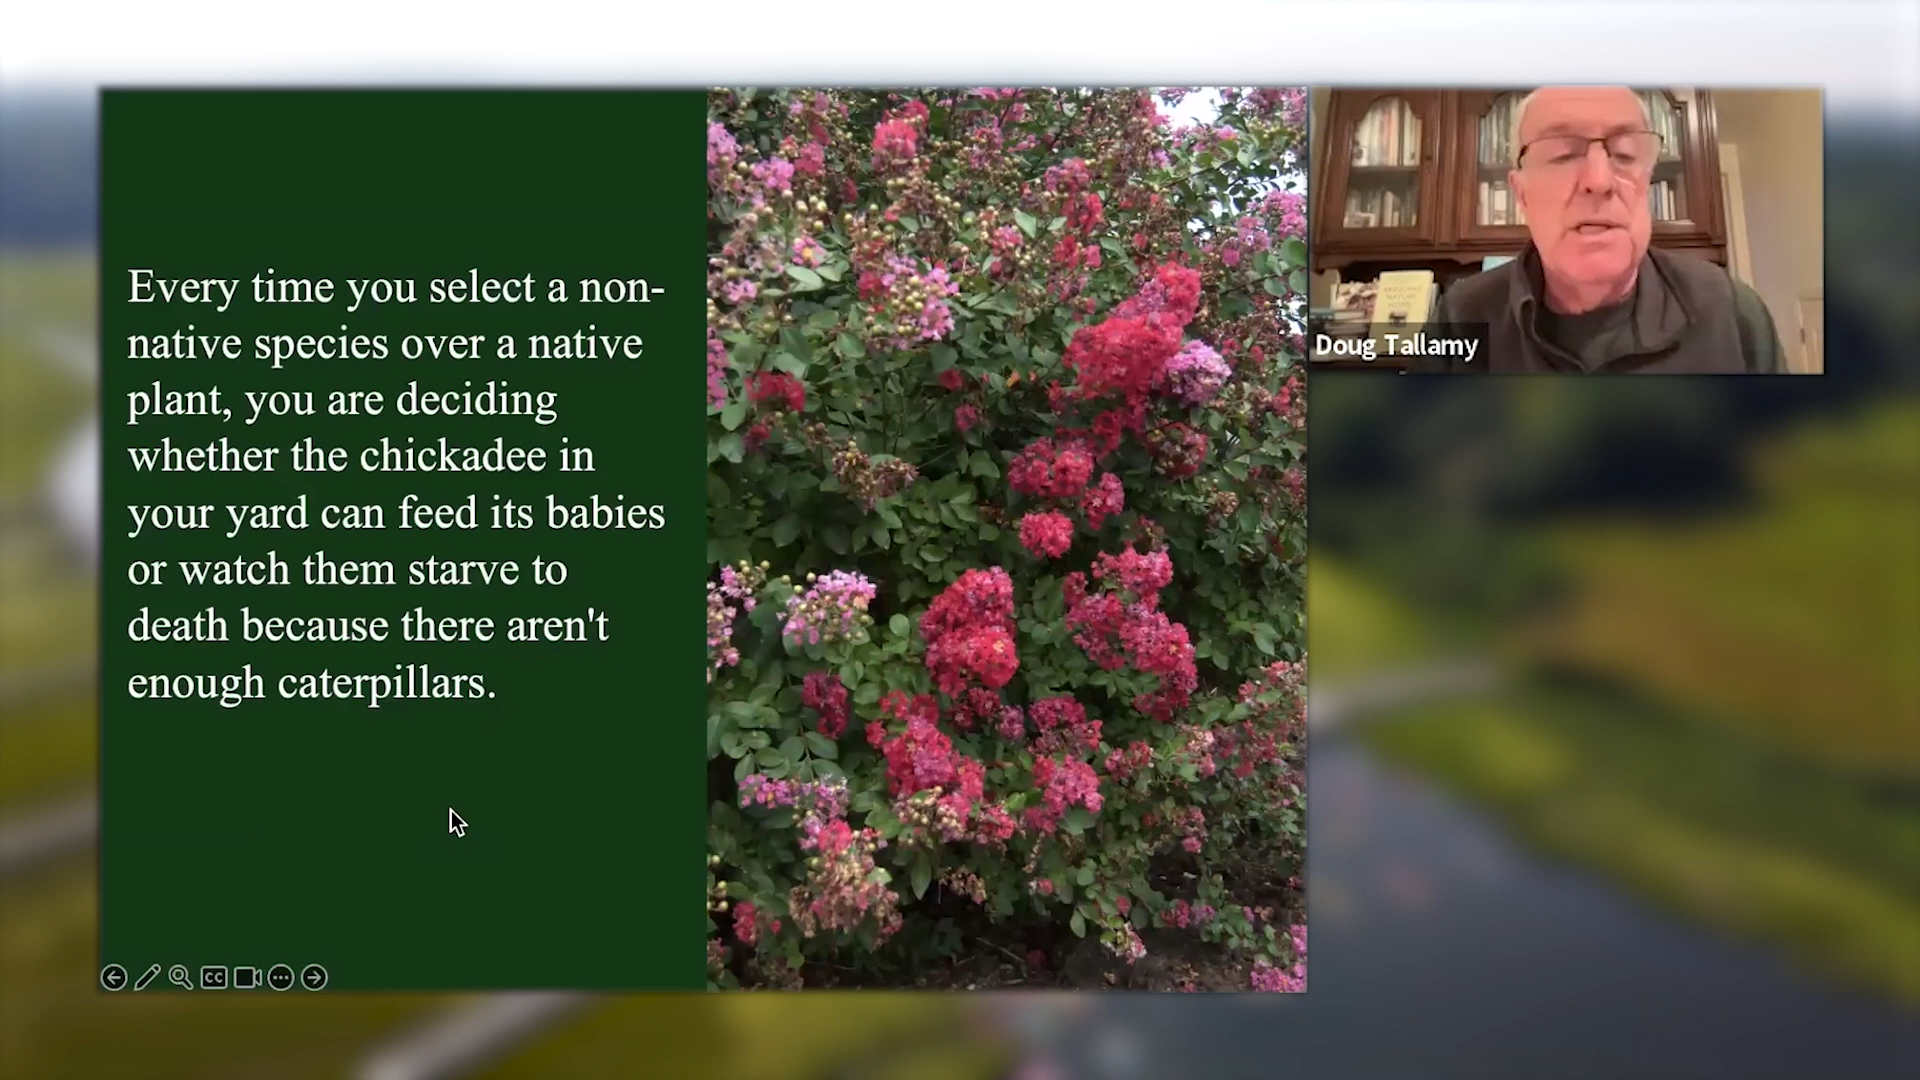 Every time you select a non-
native species over a native
plant, you are deciding
whether the chickadee in
your yard can feed its babies
or watch them starve to
death because there aren't
enough caterpillars.
Doug Tallamy
CC